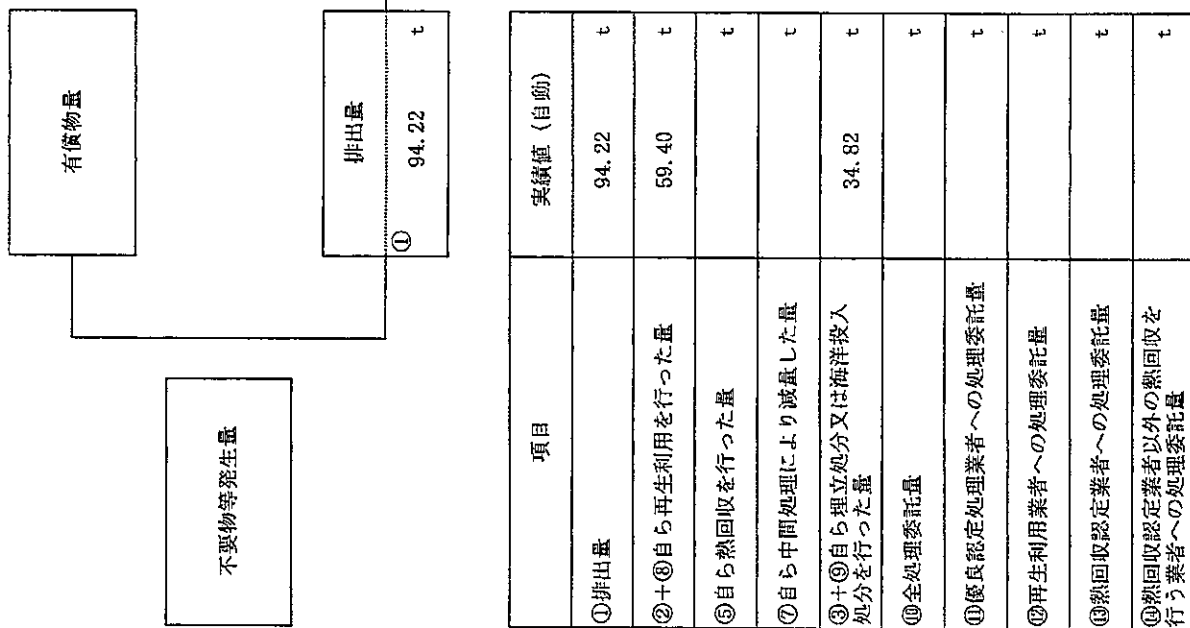 不要物等発生量
有償物量
排出量
① 94.22 t
項目 実績値（自動）
①排出量 94.22 t
②+⑧自ら再生利用を行った量 59.40 t
⑤自ら熱回収を行った量 t
⑦自ら中間処理により減量した量 t
③+⑨自ら埋立処分又は海洋投入
処分を行った量 34.82 t
⑩全処理委託量 t
⑪優良認定処理業者への処理委託量 t
⑫再生利用業者への処理委託量 t
⑬熱回収認定業者への処理委託量 t
⑭熱回収認定業者以外の熱回収を
行う業者への処理委託量 t